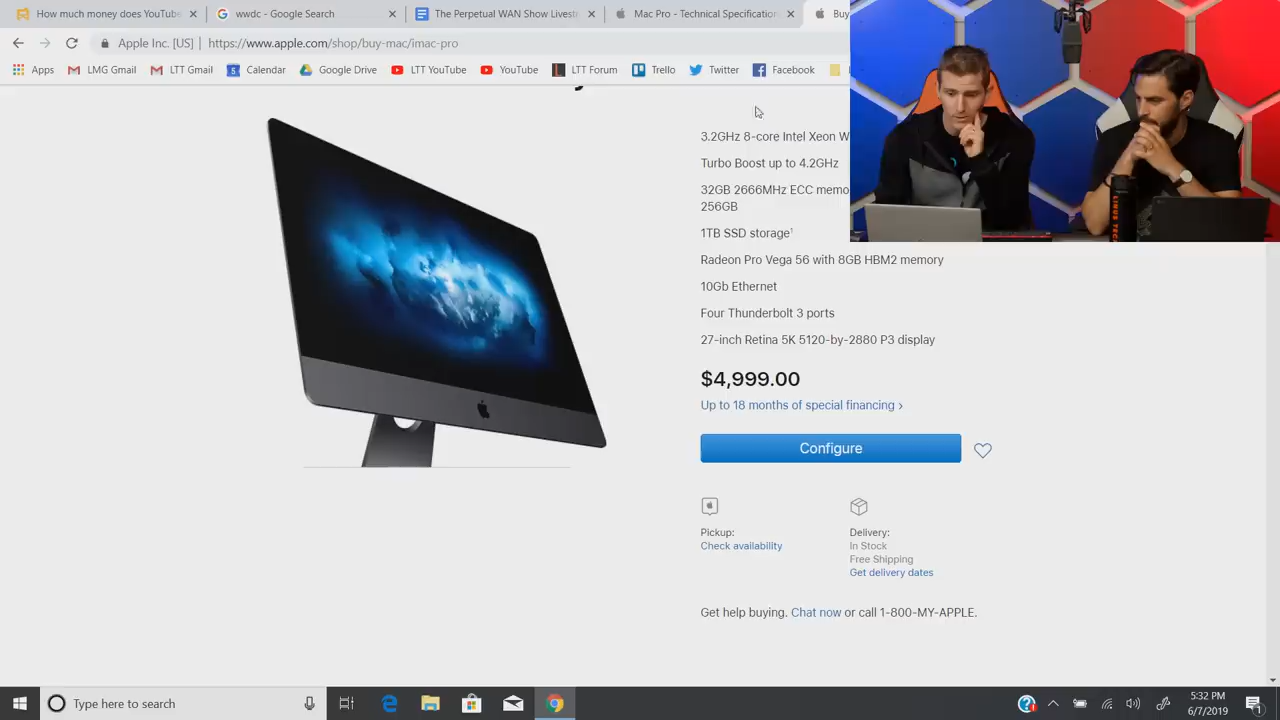 How much money does YouTube
wwdc - Google Search
The Perpetual WAN Show Livestr
Mac Pro - Technical Specification
Buy
Apple Inc. [US]
https://www.apple.com/shop/buy-mac/imac-pro
Apps
LMG Gmail
LTT Gmail
Calendar
Google Drive
LTT YouTube
YouTube
LTT Forum
Trello
Twitter
Facebook
3.2GHz 8-core Intel Xeon W
Turbo Boost up to 4.2GHz
32GB 2666MHz ECC memo
256GB
1TB SSD storage¹
Radeon Pro Vega 56 with 8GB HBM2 memory
10Gb Ethernet
Four Thunderbolt 3 ports
27-inch Retina 5K 5120-by-2880 P3 display
$4,999.00
Up to 18 months of special financing ›
Configure
Pickup:
Check availability
Delivery:
In Stock
Free Shipping
Get delivery dates
Get help buying. Chat now or call 1-800-MY-APPLE.
Type here to search
5:32 PM
6/7/2019